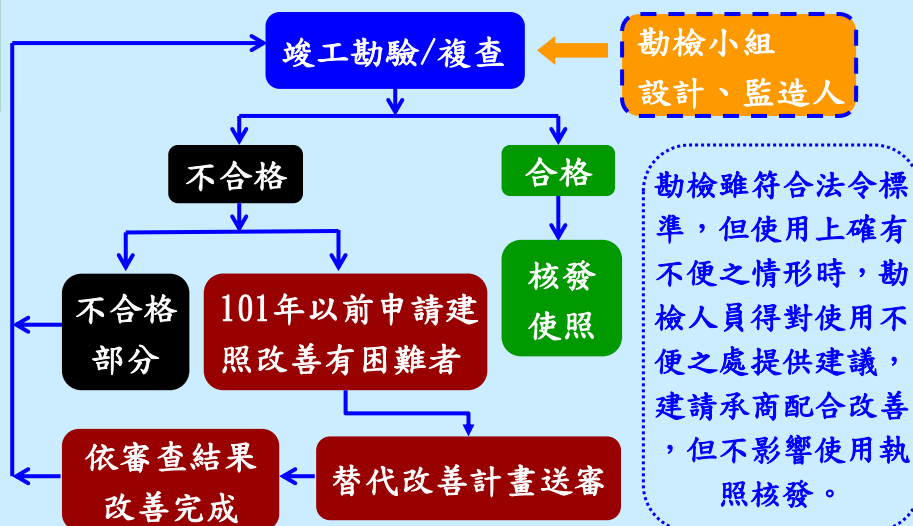 竣工勘驗/複查
勘檢小組
設計、監造人
不合格
合格
勘檢雖符合法令標
準，但使用上確有
不便之情形時，勘
檢人員得對使用不
便之處提供建議，
建請承商配合改善
，但不影響使用執
照核發。
不合格
部分
101年以前申請建
照改善有困難者
核發
使照
依審查結果
改善完成
替代改善計畫送審